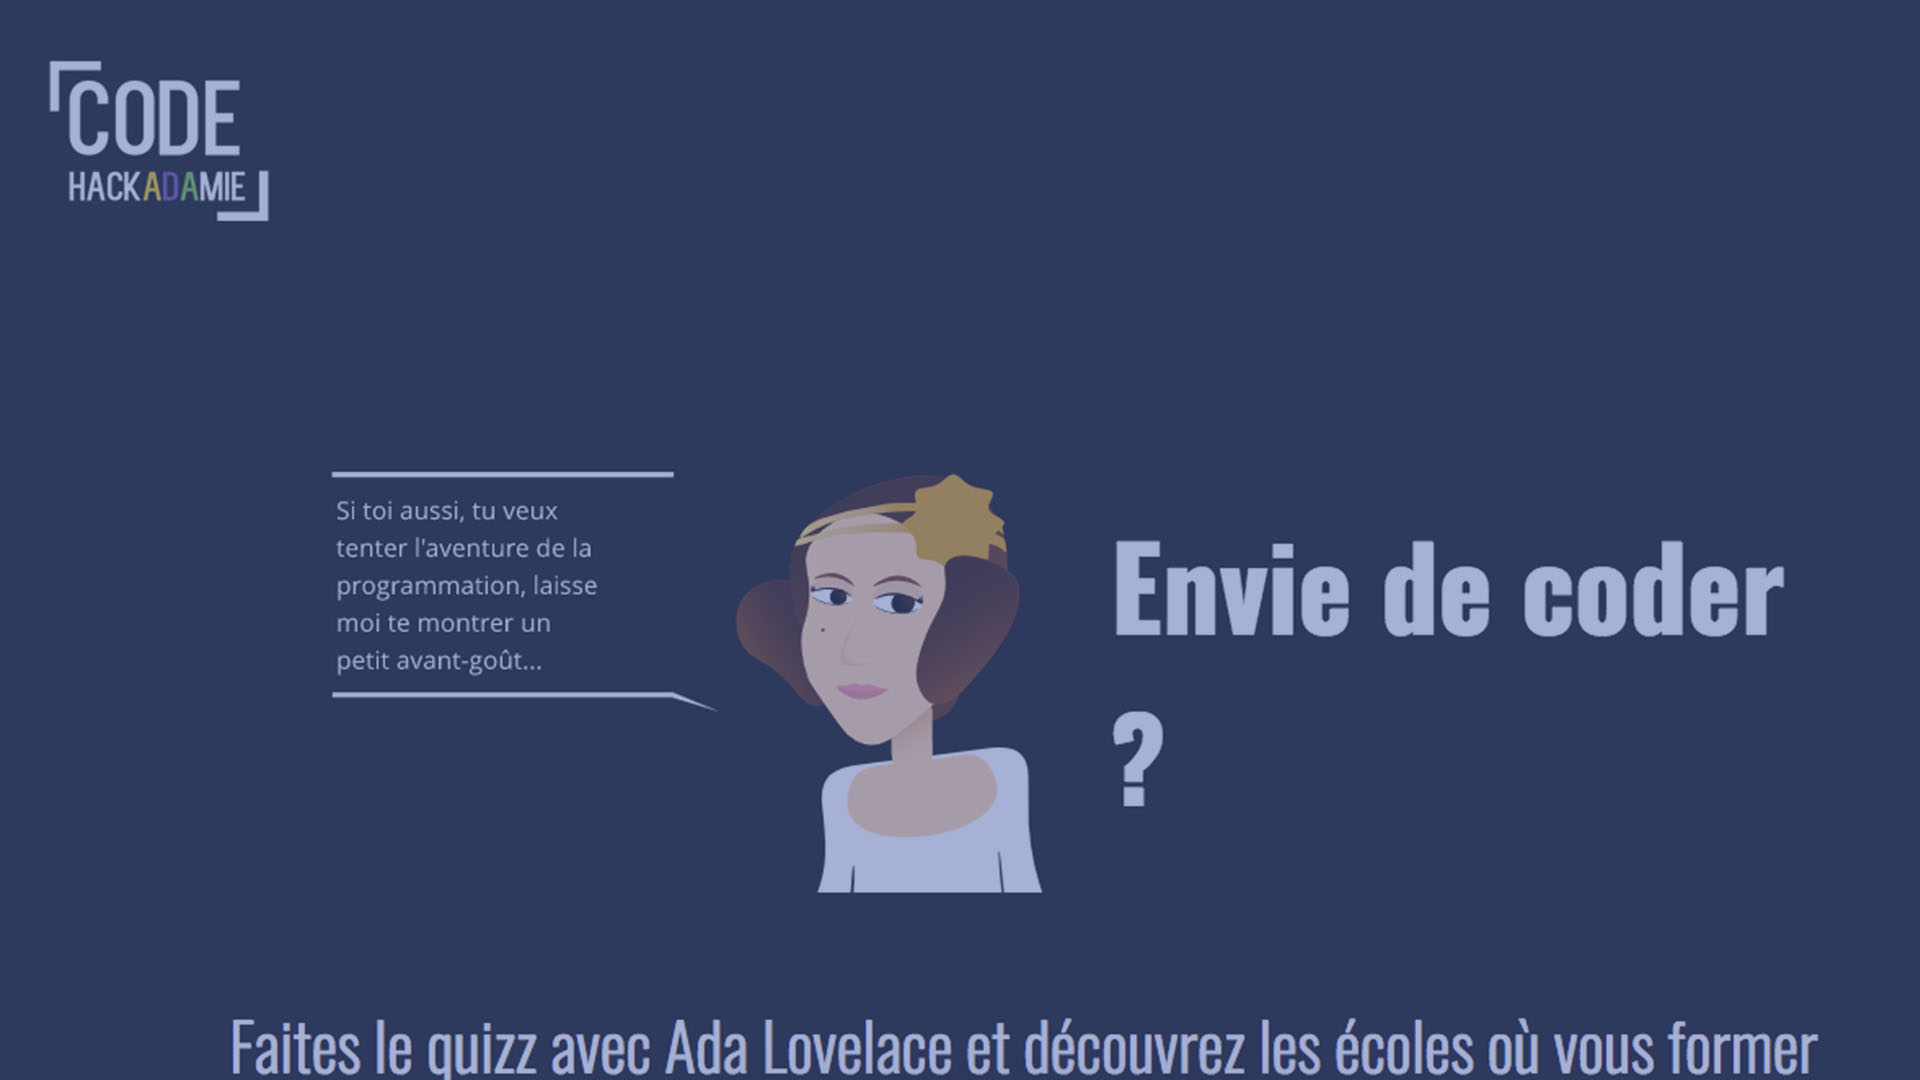 CODE
HACKADAMIE
Si toi aussi, tu veux
tenter l'aventure de la
programmation, laisse
moi te montrer un
petit avant-goût...
Envie de coder
?
Faites le quizz avec Ada Lovelace et découvrez les écoles où vous former